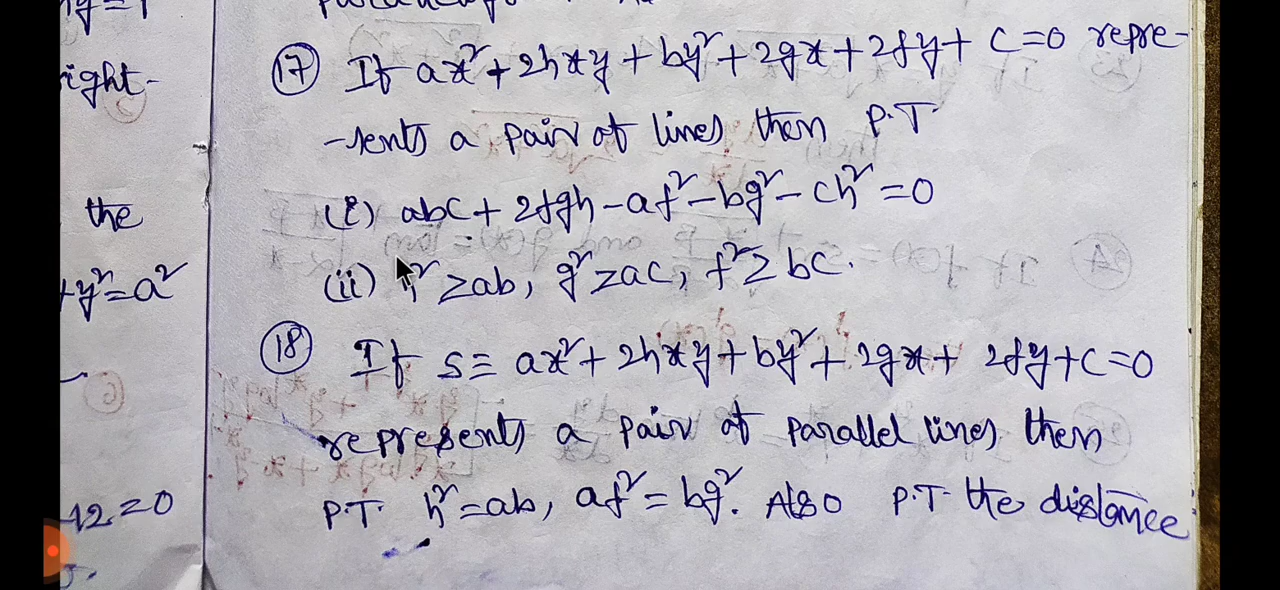 ight-
the
+y²=a²
-12=0
(17) If ax²+2hxy+by²+2gx+2fy+c=0 repre-
-sents a pair of lines then P.T
(i) abc+2fgh-af²-bg²-ch²=0
(ii) h²≥ab, g²≥ac, f²≥bc.
(18) If S≡ax²+2hxy+by²+2gx+2fy+c=0
represents a pair of parallel lines then
P.T. h²=ab, af²=bg². Also P.T. the distance